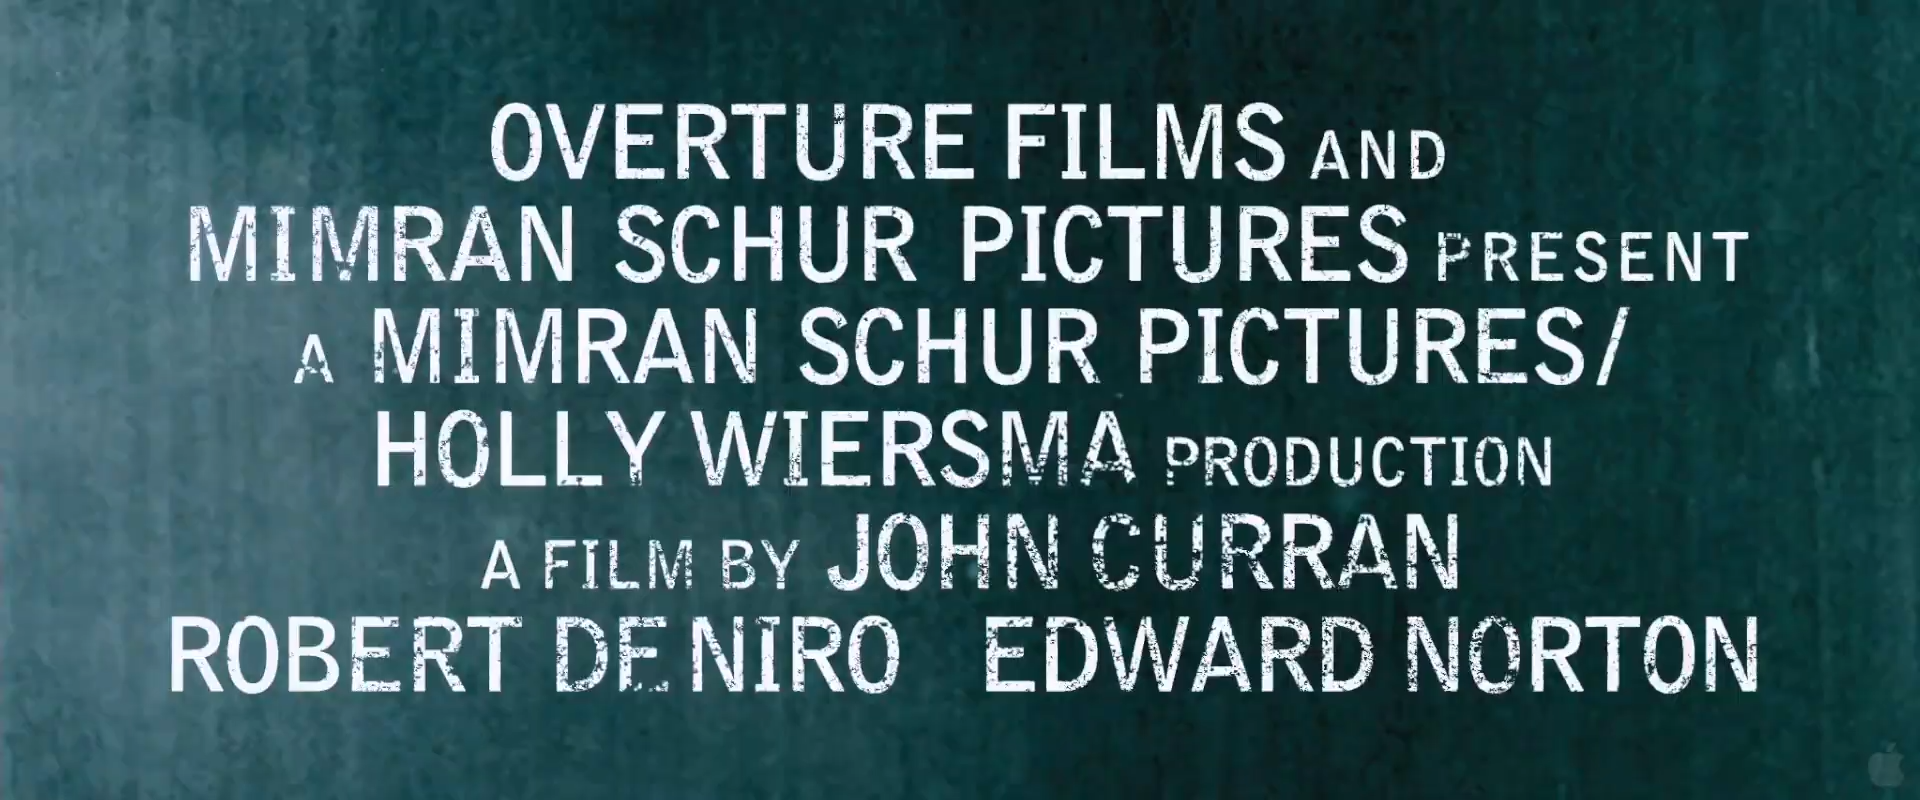 OVERTURE FILMS AND
MIMRAN SCHUR PICTURES PRESENT
A MIMRAN SCHUR PICTURES/
HOLLY WIERSMA PRODUCTION
A FILM BY JOHN CURRAN
ROBERT DE NIRO EDWARD NORTON